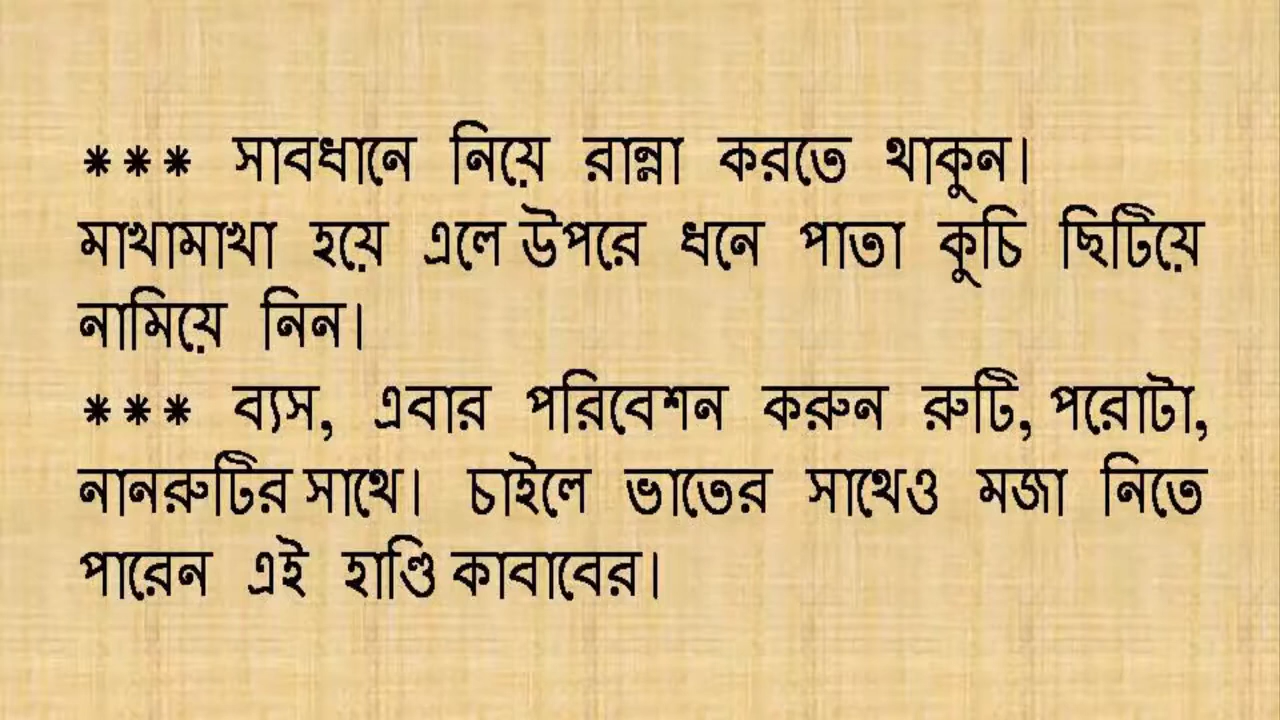 *** সাবধানে নিয়ে রান্না করতে থাকুন।
মাখামাখা হয়ে এলে উপরে ধনে পাতা কুচি ছিটিয়ে
নামিয়ে নিন।
*** ব্যস, এবার পরিবেশন করুন রুটি, পরোটা,
নানরুটির সাথে। চাইলে ভাতের সাথেও মজা নিতে
পারেন এই হাণ্ডি কাবাবের।